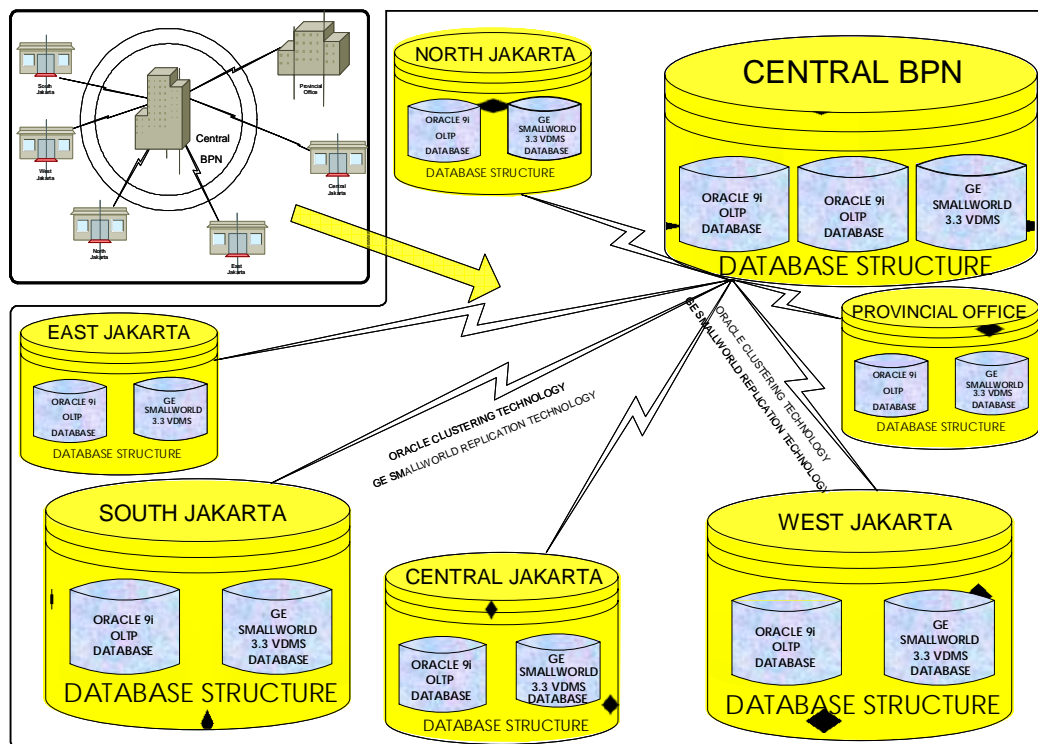 South
Jakarta
Provincial
Office
Central
BPN
West
Jakarta
Central
Jakarta
North
Jakarta
East
Jakarta
NORTH JAKARTA
ORACLE 9i
OLTP
DATABASE
GE
SMALLWORLD
3.3 VDMS
DATABASE
DATABASE STRUCTURE
CENTRAL BPN
ORACLE 9i
OLTP
DATABASE
ORACLE 9i
OLTP
DATABASE
GE
SMALLWORLD
3.3 VDMS
DATABASE STRUCTURE
EAST JAKARTA
ORACLE 9i
OLTP
DATABASE
GE
SMALLWORLD
3.3 VDMS
DATABASE STRUCTURE
PROVINCIAL OFFICE
ORACLE 9i
OLTP
DATABASE
GE
SMALLWORLD
3.3 VDMS
DATABASE
DATABASE STRUCTURE
ORACLE CLUSTERING TECHNOLOGY
GE SMALLWORLD REPLICATION TECHNOLOGY
ORACLE CLUSTERING TECHNOLOGY
GE SMALLWORLD REPLICATION TECHNOLOGY
SOUTH JAKARTA
ORACLE 9i
OLTP
DATABASE
GE
SMALLWORLD
3.3 VDMS
DATABASE
DATABASE STRUCTURE
CENTRAL JAKARTA
ORACLE 9i
OLTP
DATABASE
GE
SMALLWORLD
3.3 VDMS
DATABASE
DATABASE STRUCTURE
WEST JAKARTA
ORACLE 9i
OLTP
DATABASE
GE
SMALLWORLD
3.3 VDMS
DATABASE
DATABASE STRUCTURE